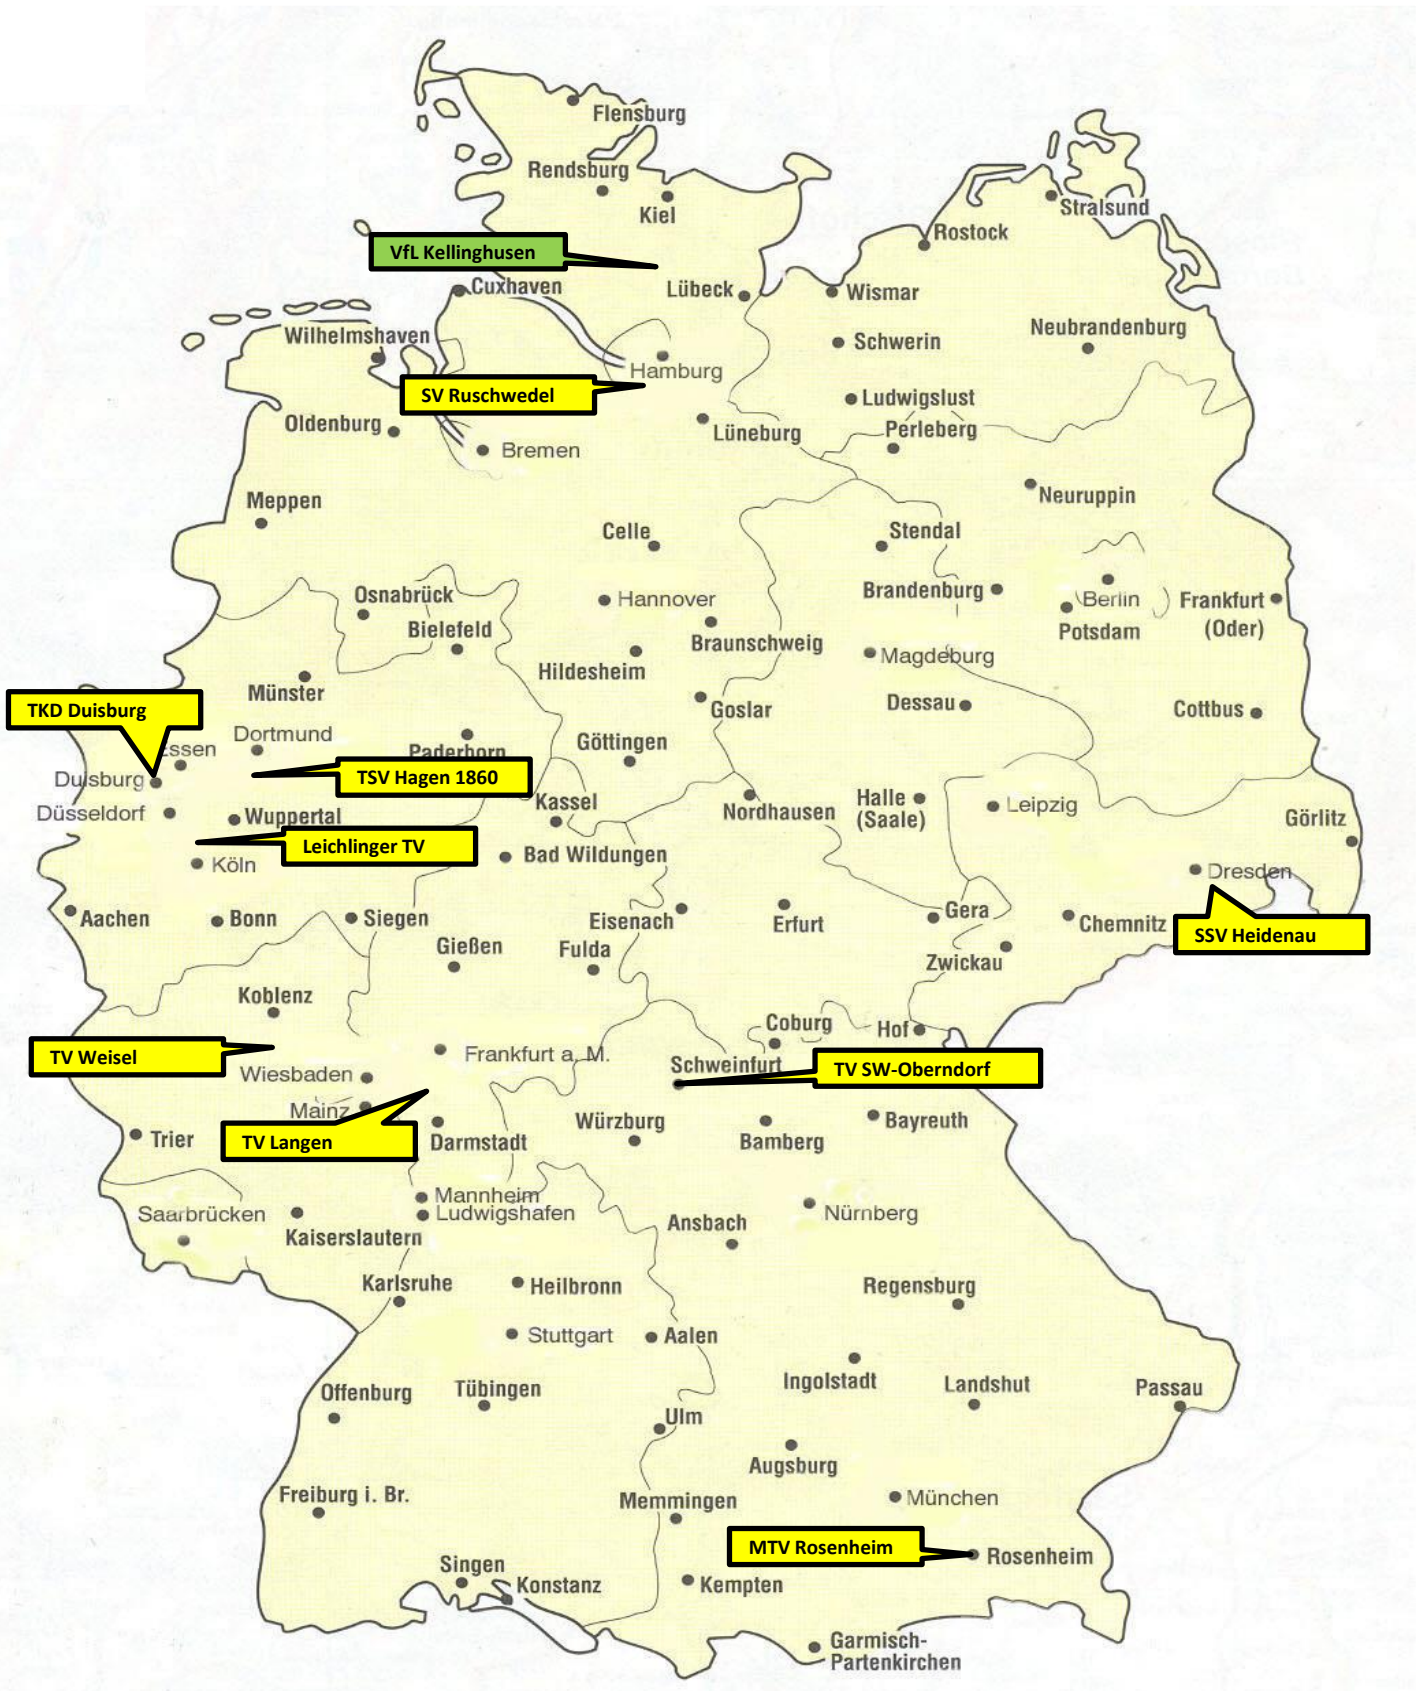 Flensburg
Rendsburg
Kiel
Stralsund
Rostock
VfL Kellinghusen
Cuxhaven
Lübeck
Wismar
Wilhelmshaven
Schwerin
Neubrandenburg
Hamburg
SV Ruschwedel
Ludwigslust
Oldenburg
Lüneburg
Perleberg
Bremen
Meppen
Neuruppin
Celle
Stendal
Osnabrück
Hannover
Brandenburg
Berlin
Frankfurt
(Oder)
Bielefeld
Braunschweig
Potsdam
Hildesheim
Magdeburg
Münster
TKD Duisburg
Goslar
Dessau
Cottbus
Dortmund
Essen
Paderborn
Göttingen
Duisburg
TSV Hagen 1860
Kassel
Nordhausen
Halle
(Saale)
Leipzig
Düsseldorf
Wuppertal
Görlitz
Leichlinger TV
Köln
Bad Wildungen
Dresden
Aachen
Bonn
Siegen
Eisenach
Erfurt
Gera
Chemnitz
SSV Heidenau
Gießen
Fulda
Zwickau
Koblenz
Coburg
Hof
TV Weisel
Frankfurt a. M.
Schweinfurt
TV SW-Oberndorf
Wiesbaden
Mainz
Trier
TV Langen
Darmstadt
Würzburg
Bamberg
Bayreuth
Mannheim
Ludwigshafen
Saarbrücken
Kaiserslautern
Ansbach
Nürnberg
Karlsruhe
Heilbronn
Regensburg
Stuttgart
Aalen
Offenburg
Tübingen
Ingolstadt
Landshut
Passau
Ulm
Augsburg
Freiburg i. Br.
Memmingen
München
MTV Rosenheim
Rosenheim
Singen
Konstanz
Kempten
Garmisch-
Partenkirchen